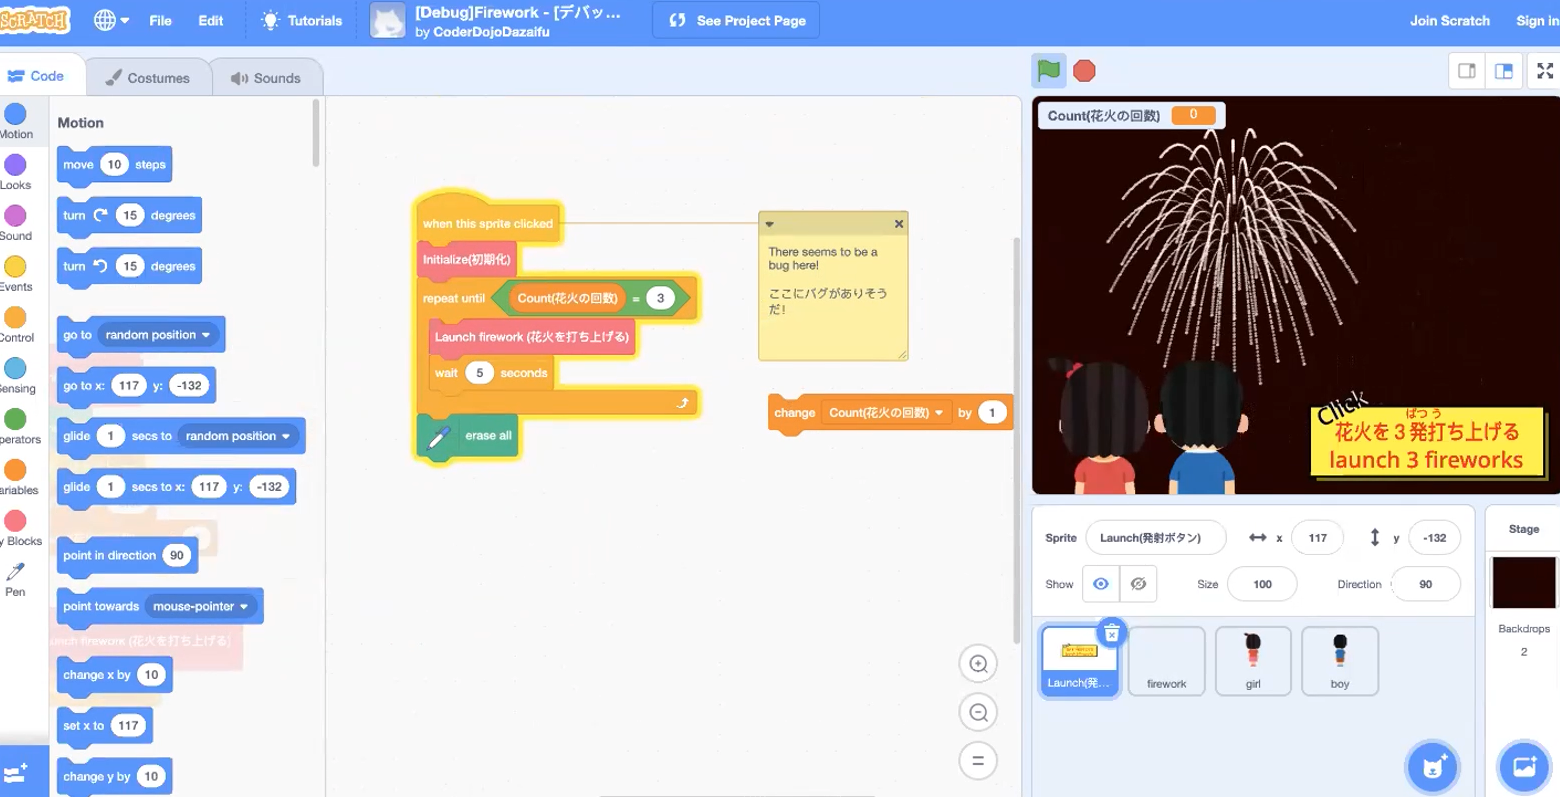 SCRATCH
File
Edit
Tutorials
[Debug]Firework - [デバッ...
by CoderDojoDazaifu
See Project Page
Join Scratch
Sign in
Code
Costumes
Sounds
Motion
Looks
Sound
Events
Control
Sensing
Operators
Variables
My Blocks
Pen
Motion
move 10 steps
turn 15 degrees
turn 15 degrees
go to random position
go to x: 117 y: -132
glide 1 secs to random position
glide 1 secs to x: 117 y: -132
point in direction 90
point towards mouse-pointer
change x by 10
set x to 117
change y by 10
when this sprite clicked
Initialize(初期化)
repeat until Count(花火の回数) = 3
Launch firework (花火を打ち上げる)
wait 5 seconds
erase all
There seems to be a
bug here!
ここにバグがありそう
だ!
change Count(花火の回数) by 1
Count(花火の回数) 0
Click
ぱつ う
花火を３発打ち上げる
launch 3 fireworks
Sprite Launch(発射ボタン) x 117 y -132
Show Size 100 Direction 90
Launch(発...
firework
girl
boy
Stage
Backdrops
2